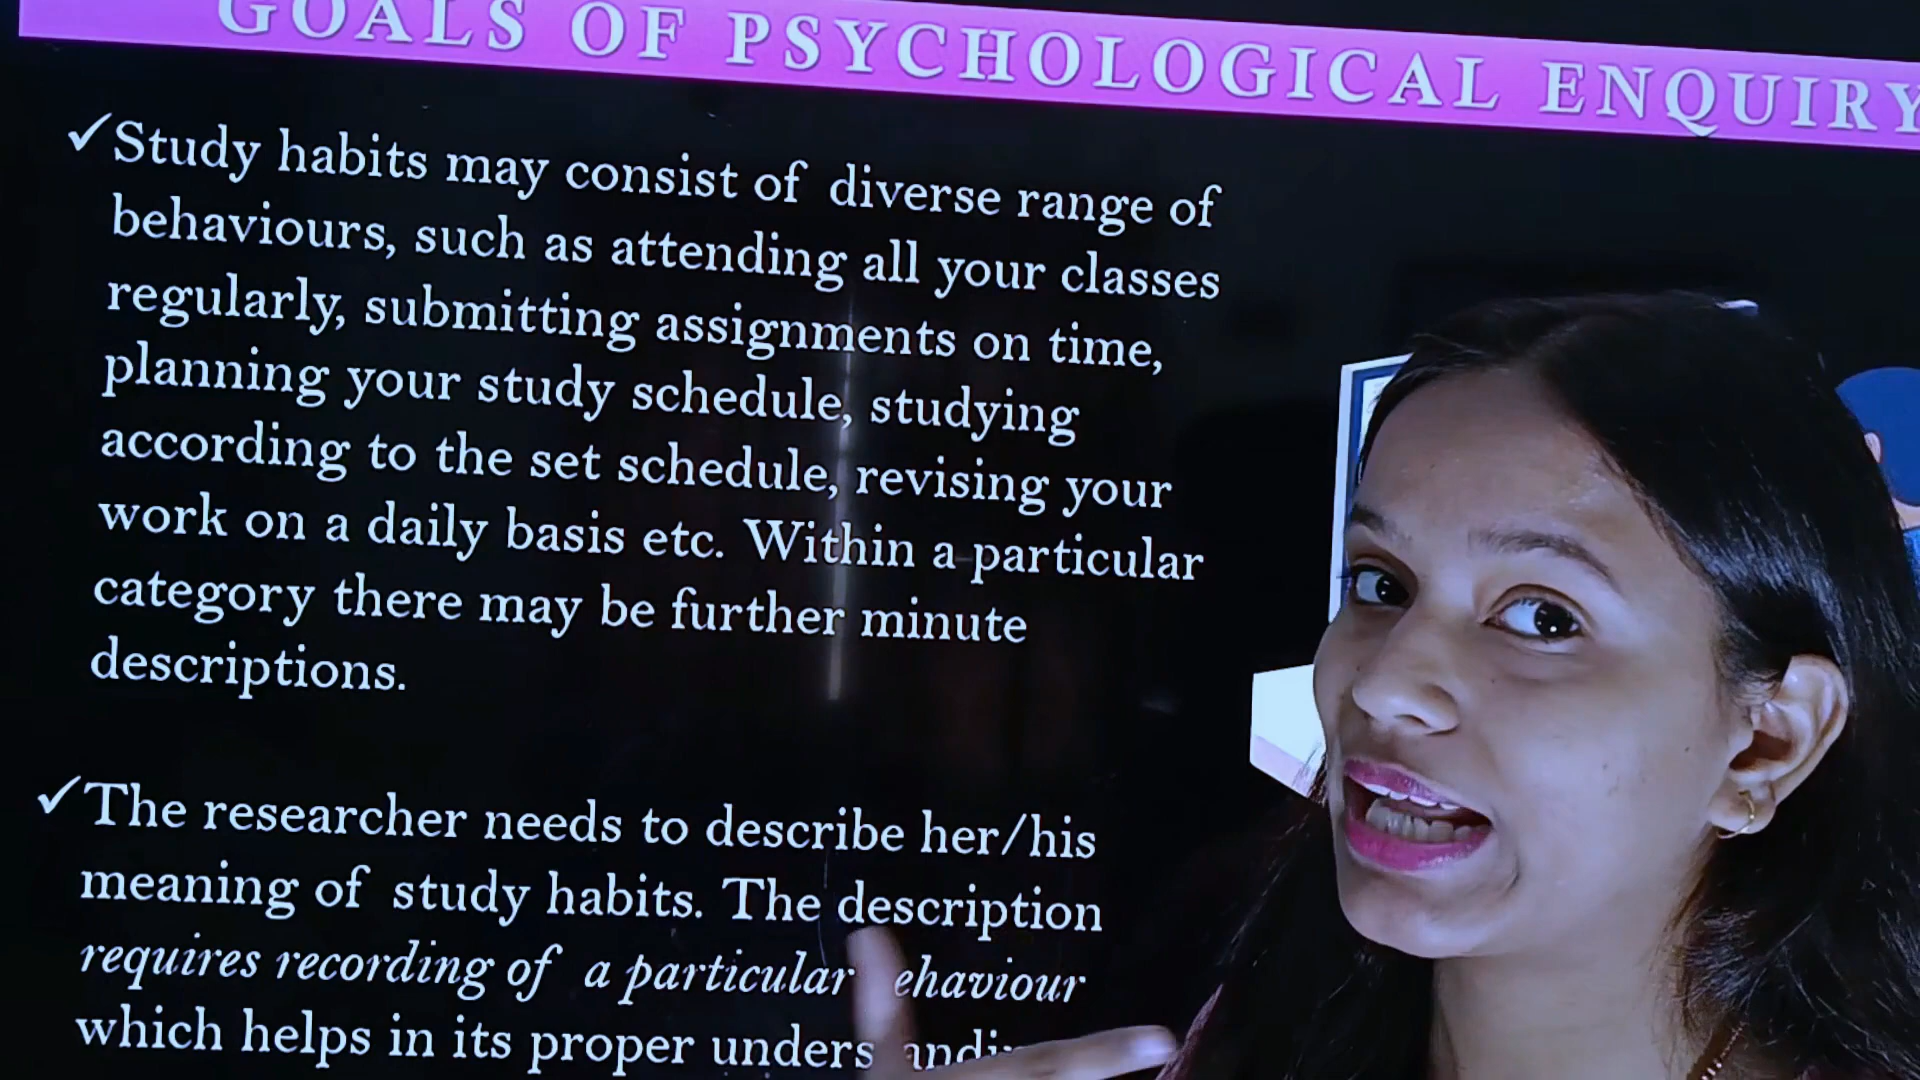 GOALS OF PSYCHOLOGICAL ENQUIRY
✓Study habits may consist of diverse range of
behaviours, such as attending all your classes
regularly, submitting assignments on time,
planning your study schedule, studying
according to the set schedule, revising your
work on a daily basis etc. Within a particular
category there may be further minute
descriptions.
✓The researcher needs to describe her/his
meaning of study habits. The description
requires recording of a particular ehaviour
which helps in its proper